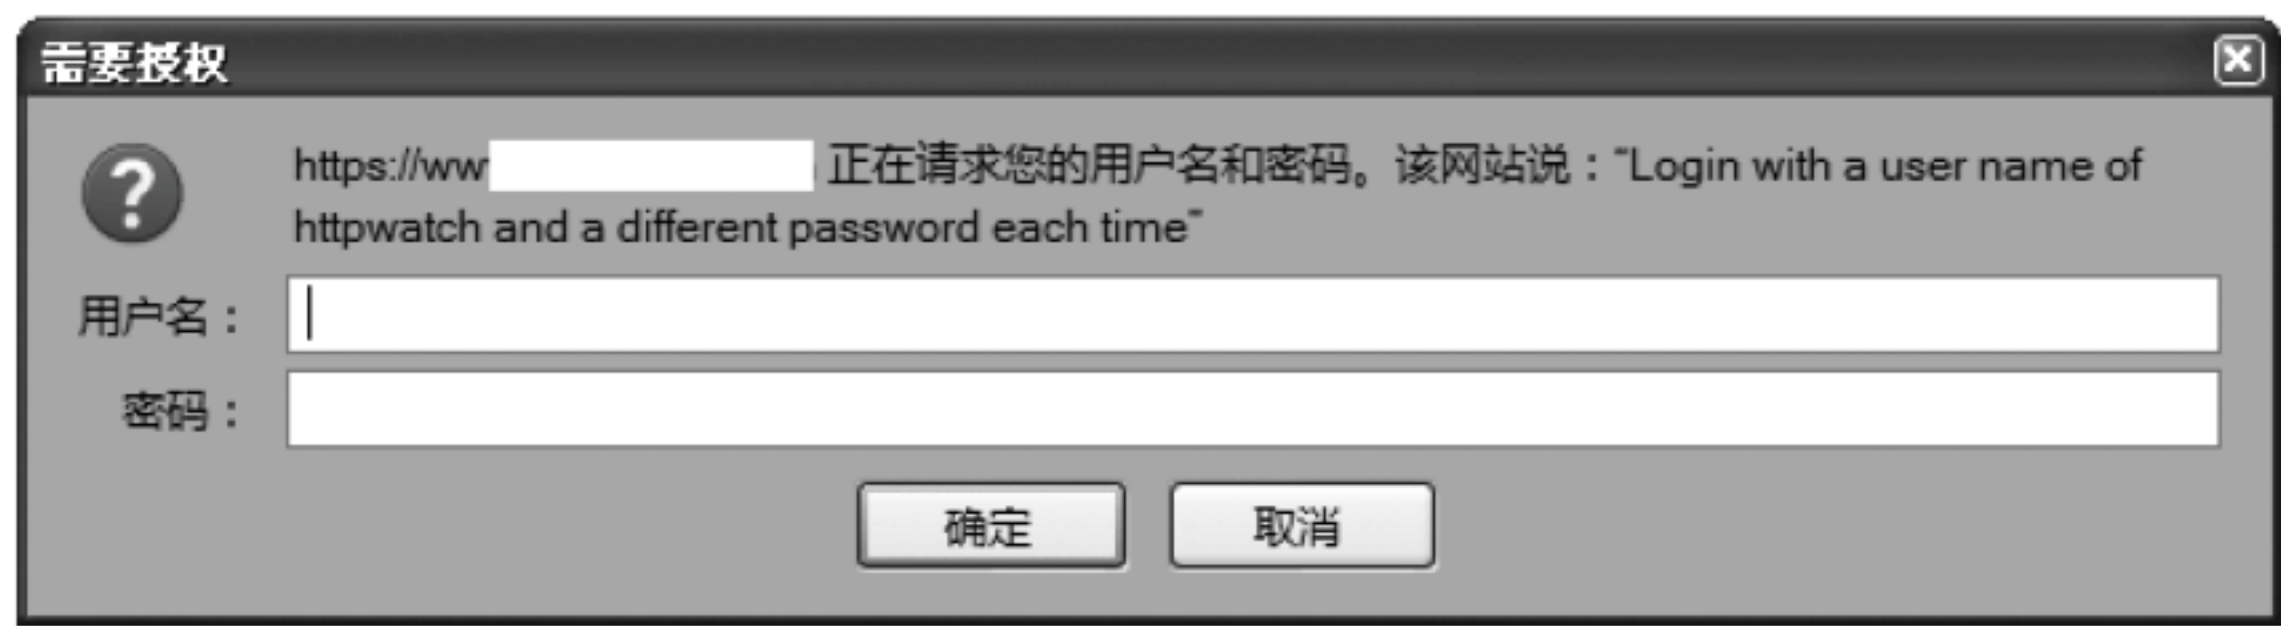 需要授权
https://ww 正在请求您的用户名和密码。该网站说："Login with a user name of
httpwatch and a different password each time"
用户名：
密码：
确定 取消